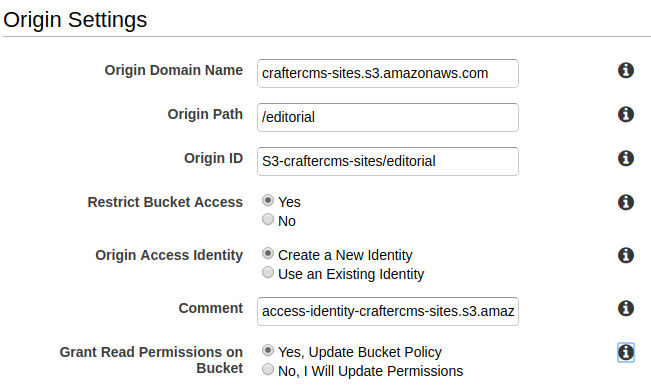 Origin Settings
Origin Domain Name craftercms-sites.s3.amazonaws.com
Origin Path /editorial
Origin ID S3-craftercms-sites/editorial
Restrict Bucket Access Yes
No
Origin Access Identity Create a New Identity
Use an Existing Identity
Comment access-identity-craftercms-sites.s3.amaz
Grant Read Permissions on Yes, Update Bucket Policy
Bucket No, I Will Update Permissions